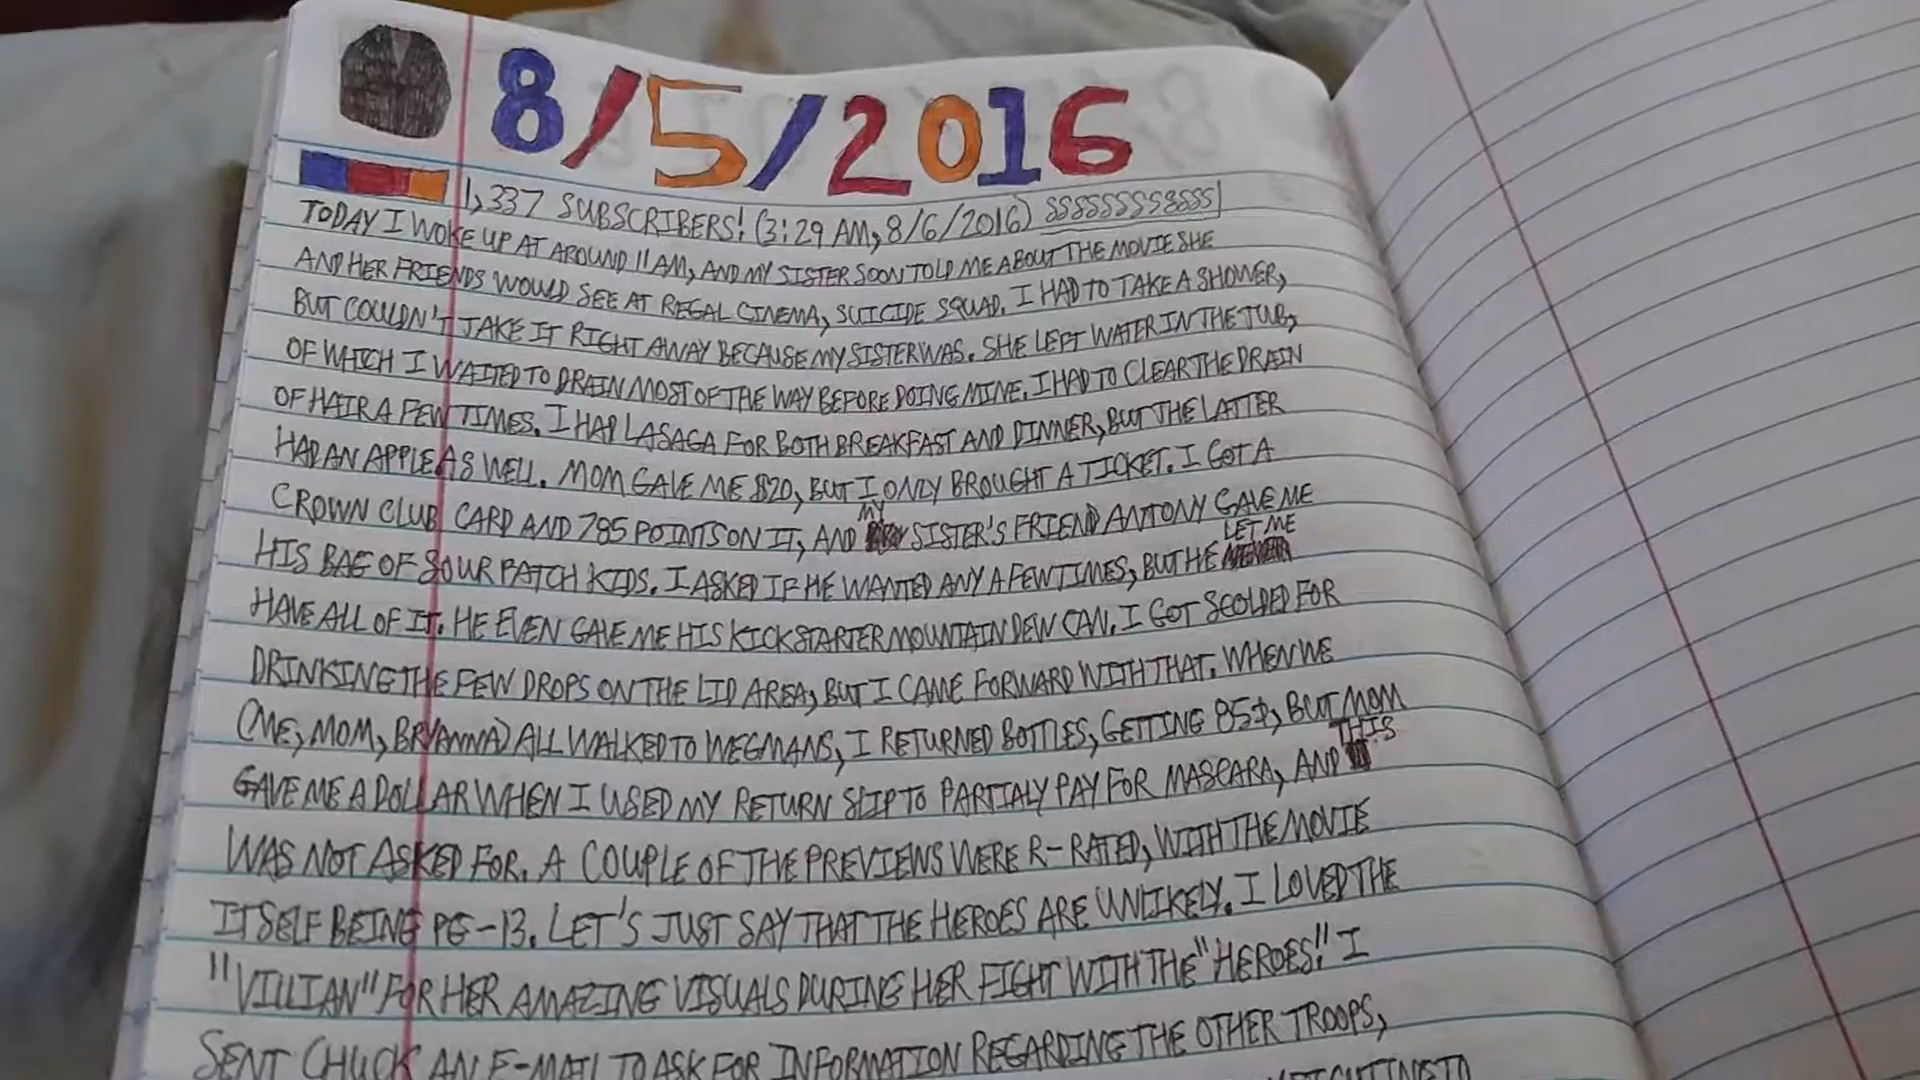 8/5/2016
1,337 SUBSCRIBERS! (3:29 AM, 8/6/2016)
TODAY I WOKE UP AT AROUND 11 AM, AND MY SISTER SOON TOLD ME ABOUT THE MOVIE SHE
AND HER FRIENDS WOULD SEE AT REGAL CINEMA, SUICIDE SQUAD. I HAD TO TAKE A SHOWER,
BUT COULDN'T TAKE IT RIGHT AWAY BECAUSE MY SISTER WAS. SHE LEFT WATER IN THE TUB,
OF WHICH I WAITED TO DRAIN MOST OF THE WAY BEFORE DOING MINE. I HAD TO CLEAR THE DRAIN
OF HAIR A FEW TIMES. I HAD LASAGA FOR BOTH BREAKFAST AND DINNER, BUT THE LATTER
HAD AN APPLE AS WELL. MOM GAVE ME $20, BUT I ONLY BROUGHT A TICKET. I GOT A
CROWN CLUB CARD AND 785 POINTS ON IT, AND MY SISTER'S FRIEND ANTONY GAVE ME
HIS BAG OF SOUR PATCH KIDS. I ASKED IF HE WANTED ANY A FEW TIMES, BUT HE LET ME
HAVE ALL OF IT. HE EVEN GAVE ME HIS KICKSTARTER MOUNTAIN DEW CAN. I GOT SCOLDED FOR
DRINKING THE FEW DROPS ON THE LID AREA, BUT I CAME FORWARD WITH THAT. WHEN WE
(ME, MOM, BRYANNA) ALL WALKED TO WEGMANS, I RETURNED BOTTLES, GETTING 85¢, BUT MOM
GAVE ME A DOLLAR WHEN I USED MY RETURN SLIP TO PARTIALY PAY FOR MASCARA, AND THIS
WAS NOT ASKED FOR. A COUPLE OF THE PREVIEWS WERE R-RATED, WITH THE MOVIE
ITSELF BEING PG-13. LET'S JUST SAY THAT THE HEROES ARE UNLIKELY. I LOVED THE
"VILLIAN" FOR HER AMAZING VISUALS DURING HER FIGHT WITH THE "HEROES." I
SENT CHUCK AN E-MAIL TO ASK FOR INFORMATION REGARDING THE OTHER TROOPS,